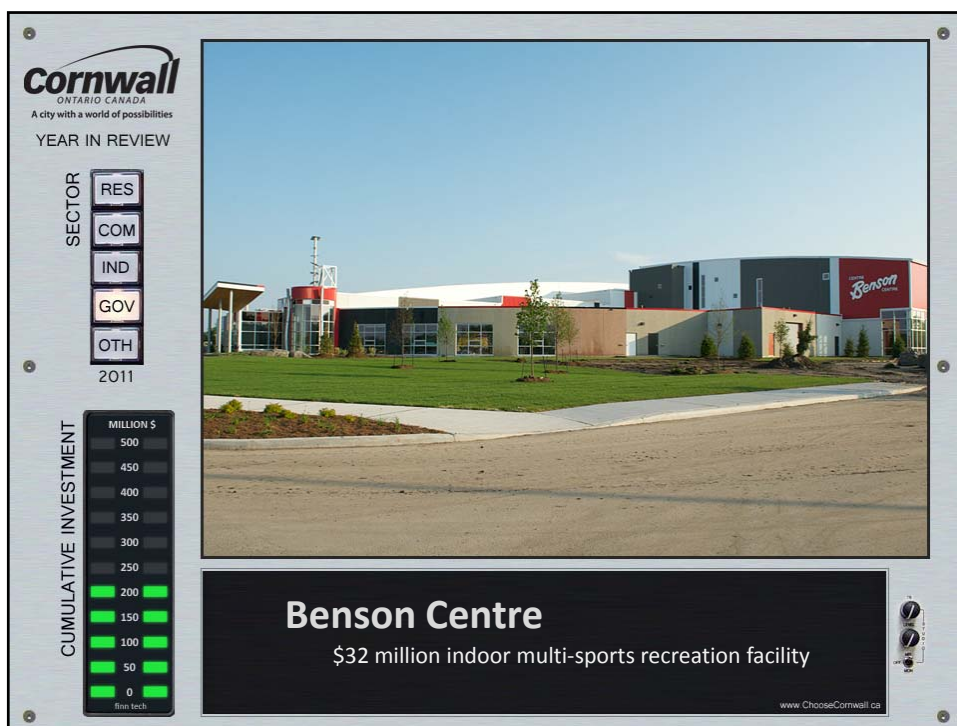 Cornwall
ONTARIO CANADA
A city with a world of possibilities
YEAR IN REVIEW
SECTOR
RES
COM
IND
GOV
OTH
2011
CUMULATIVE INVESTMENT
MILLION $
500
450
400
350
300
250
200
150
100
50
0
finn tech
CENTRE
Benson
CENTRE
Benson Centre
$32 million indoor multi-sports recreation facility
www.ChooseCornwall.ca